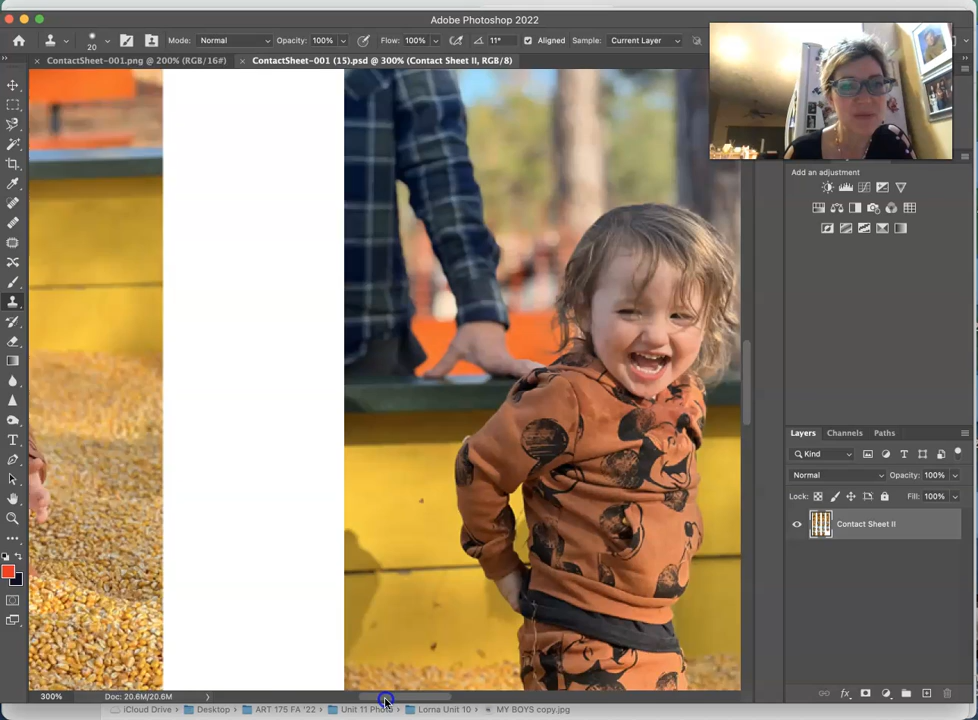 Adobe Photoshop 2022
20
Mode: Normal
Opacity: 100%
Flow: 100%
11°
Aligned
Sample: Current Layer
× ContactSheet-001.png @ 200% (RGB/16#)
× ContactSheet-001 (15).psd @ 300% (Contact Sheet II, RGB/8)
Add an adjustment
Layers
Channels
Paths
Kind
Normal
Opacity: 100%
Lock:
Fill: 100%
Contact Sheet II
fx
300%
Doc: 20.6M/20.6M
iCloud Drive
Desktop
ART 175 FA '22
Unit 11 Photo
Lorna Unit 10
MY BOYS copy.jpg